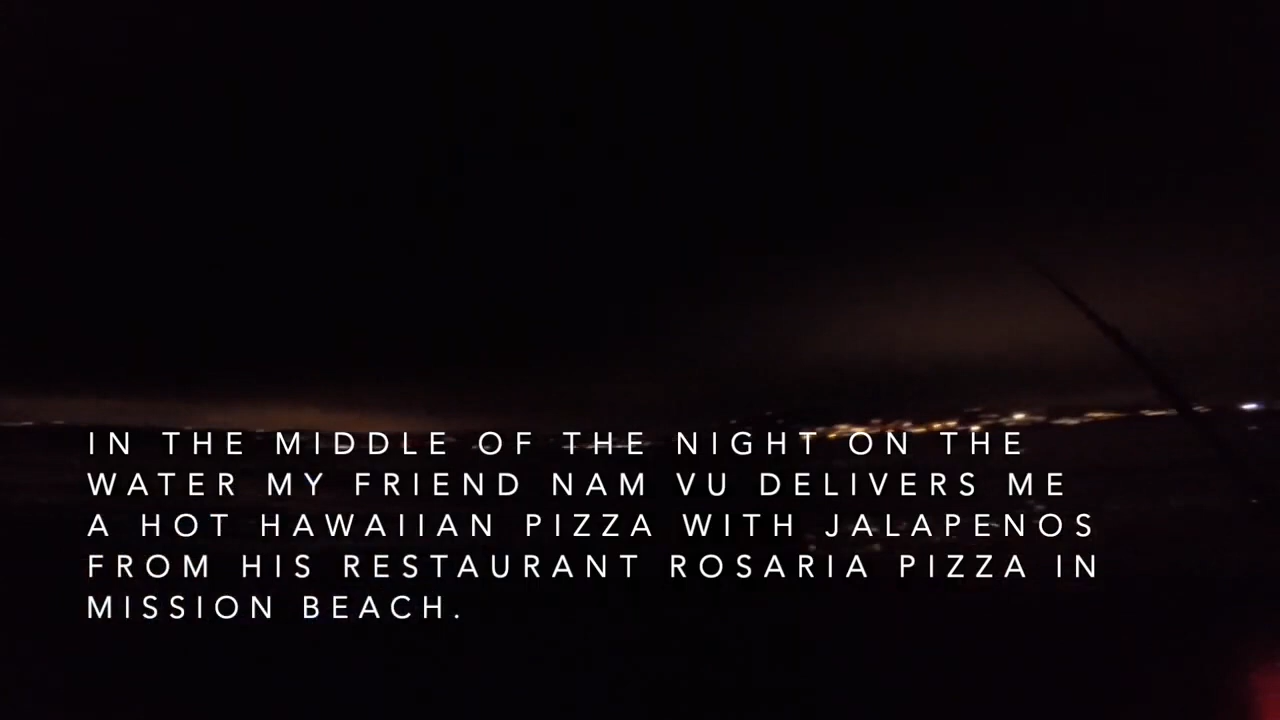 IN THE MIDDLE OF THE NIGHT ON THE
WATER MY FRIEND NAM VU DELIVERS ME
A HOT HAWAIIAN PIZZA WITH JALAPENOS
FROM HIS RESTAURANT ROSARIA PIZZA IN
MISSION BEACH.